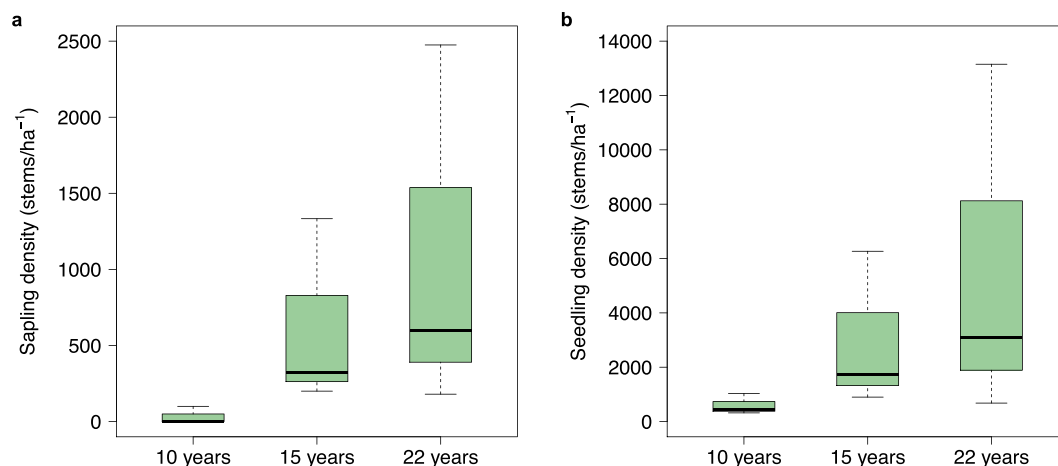 a
Sapling density (stems/ha⁻¹)
2500
2000
1500
1000
500
0
10 years
15 years
22 years
b
Seedling density (stems/ha⁻¹)
14000
12000
10000
8000
6000
4000
2000
0
10 years
15 years
22 years